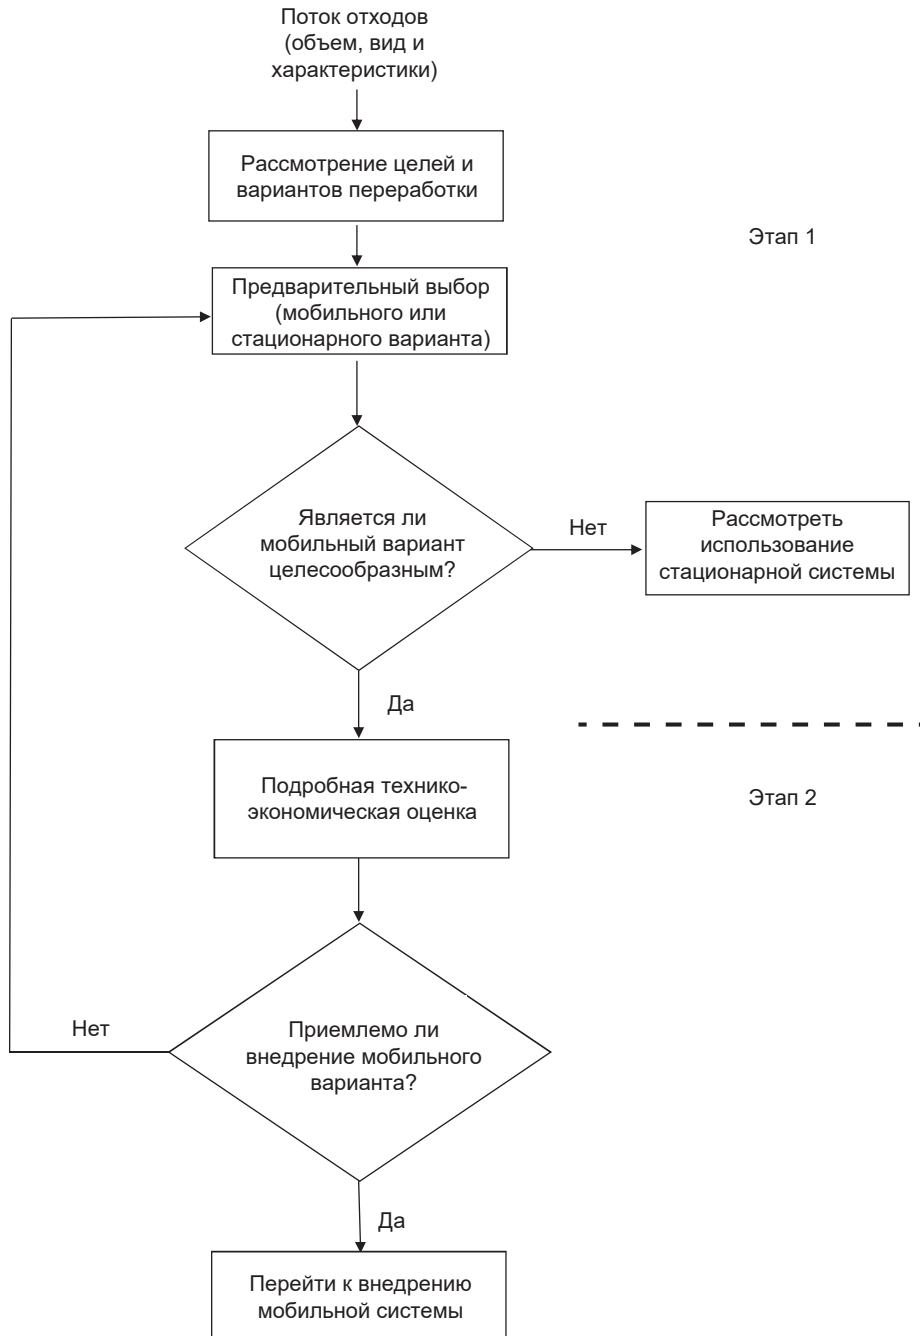 Поток отходов
(объем, вид и
характеристики)
Рассмотрение целей и
вариантов переработки
Этап 1
Предварительный выбор
(мобильного или
стационарного варианта)
Является ли
мобильный вариант
целесообразным?
Нет
Рассмотреть
использование
стационарной системы
Да
Подробная технико-
экономическая оценка
Этап 2
Нет
Приемлемо ли
внедрение мобильного
варианта?
Да
Перейти к внедрению
мобильной системы